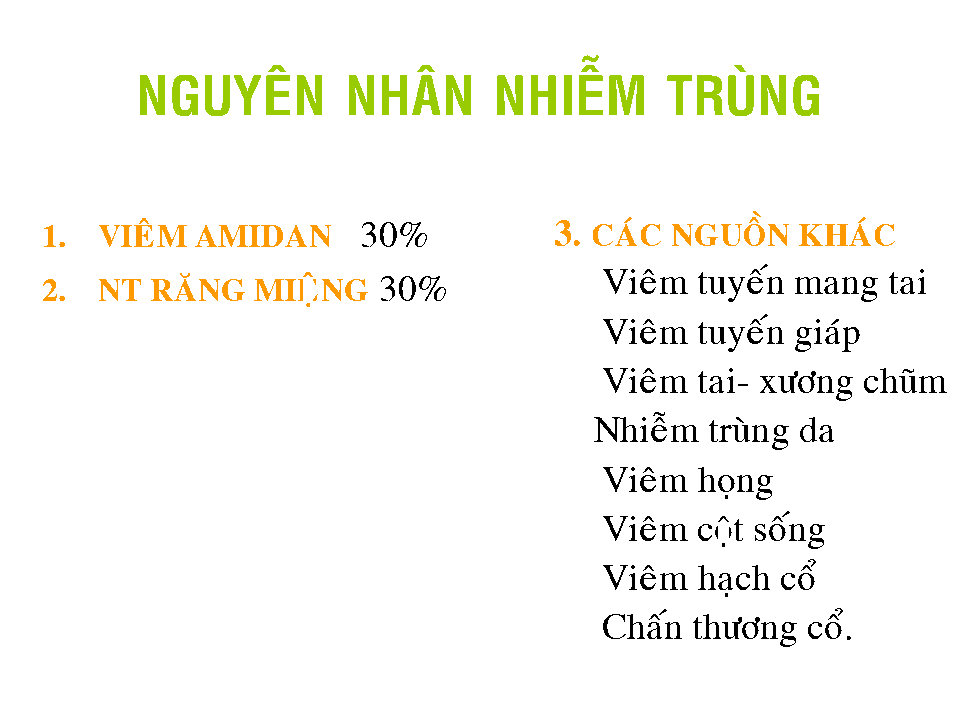 NGUYÊN NHÂN NHIỄM TRÙNG
1. VIÊM AMIDAN 30%
2. NT RĂNG MIỆNG 30%
3. CÁC NGUỒN KHÁC
Viêm tuyến mang tai
Viêm tuyến giáp
Viêm tai- xương chũm
Nhiễm trùng da
Viêm họng
Viêm cột sống
Viêm hạch cổ
Chấn thương cổ.